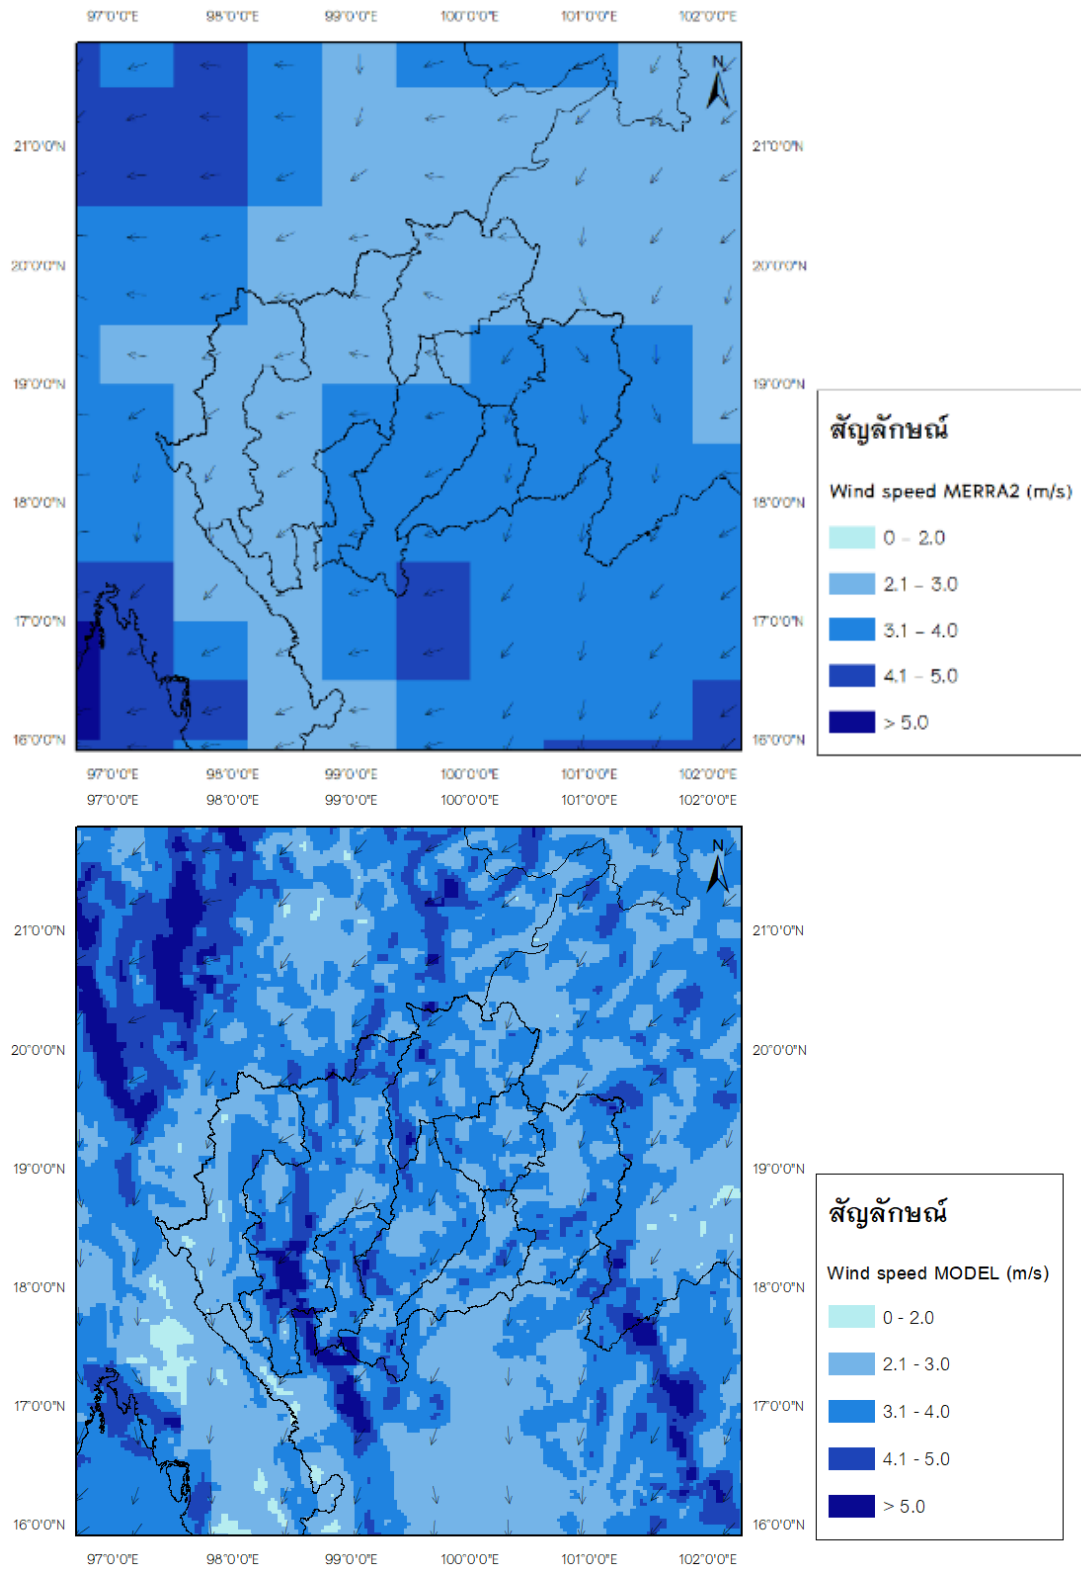 97°0'0"E 98°0'0"E 99°0'0"E 100°0'0"E 101°0'0"E 102°0'0"E
N
21°0'0"N 21°0'0"N
20°0'0"N 20°0'0"N
19°0'0"N 19°0'0"N
18°0'0"N 18°0'0"N
17°0'0"N 17°0'0"N
16°0'0"N 16°0'0"N
97°0'0"E 98°0'0"E 99°0'0"E 100°0'0"E 101°0'0"E 102°0'0"E
สัญลักษณ์
Wind speed MERRA2 (m/s)
0 - 2.0
2.1 - 3.0
3.1 - 4.0
4.1 - 5.0
> 5.0
97°0'0"E 98°0'0"E 99°0'0"E 100°0'0"E 101°0'0"E 102°0'0"E
N
21°0'0"N 21°0'0"N
20°0'0"N 20°0'0"N
19°0'0"N 19°0'0"N
18°0'0"N 18°0'0"N
17°0'0"N 17°0'0"N
16°0'0"N 16°0'0"N
97°0'0"E 98°0'0"E 99°0'0"E 100°0'0"E 101°0'0"E 102°0'0"E
สัญลักษณ์
Wind speed MODEL (m/s)
0 - 2.0
2.1 - 3.0
3.1 - 4.0
4.1 - 5.0
> 5.0